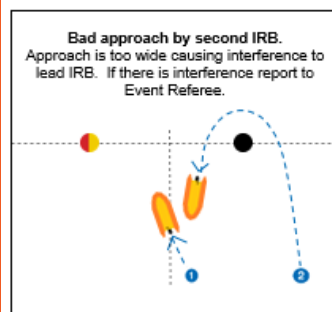 Bad approach by second IRB.
Approach is too wide causing interference to
lead IRB.  If there is interference report to
Event Referee.
1
2